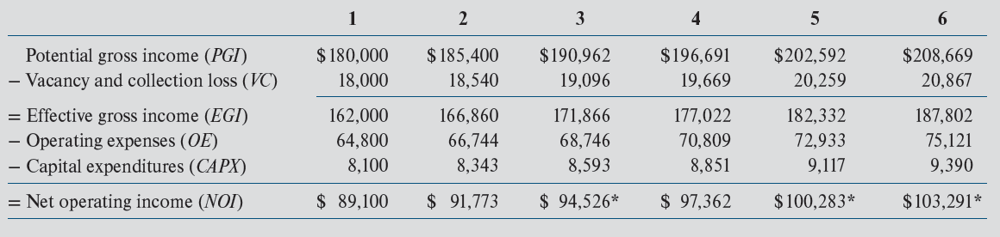 1 2 3 4 5 6
Potential gross income (PGI) $180,000 $185,400 $190,962 $196,691 $202,592 $208,669
– Vacancy and collection loss (VC) 18,000 18,540 19,096 19,669 20,259 20,867
= Effective gross income (EGI) 162,000 166,860 171,866 177,022 182,332 187,802
– Operating expenses (OE) 64,800 66,744 68,746 70,809 72,933 75,121
– Capital expenditures (CAPX) 8,100 8,343 8,593 8,851 9,117 9,390
= Net operating income (NOI) $ 89,100 $ 91,773 $ 94,526* $ 97,362 $100,283* $103,291*